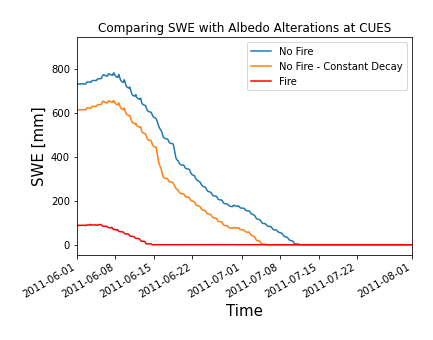 Comparing SWE with Albedo Alterations at CUES
No Fire
No Fire - Constant Decay
Fire
SWE [mm]
800
600
400
200
0
2011-06-01
2011-06-08
2011-06-15
2011-06-22
2011-07-01
2011-07-08
2011-07-15
2011-07-22
2011-08-01
Time